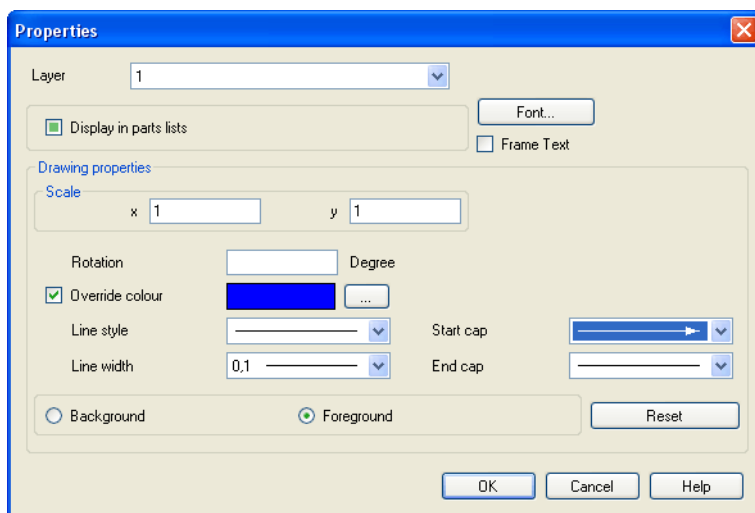 Properties
Layer 1
Font...
Display in parts lists
Frame Text
Drawing properties
Scale
x 1 y 1
Rotation Degree
Override colour ...
Line style Start cap
Line width 0,1 End cap
Background Foreground Reset
OK Cancel Help